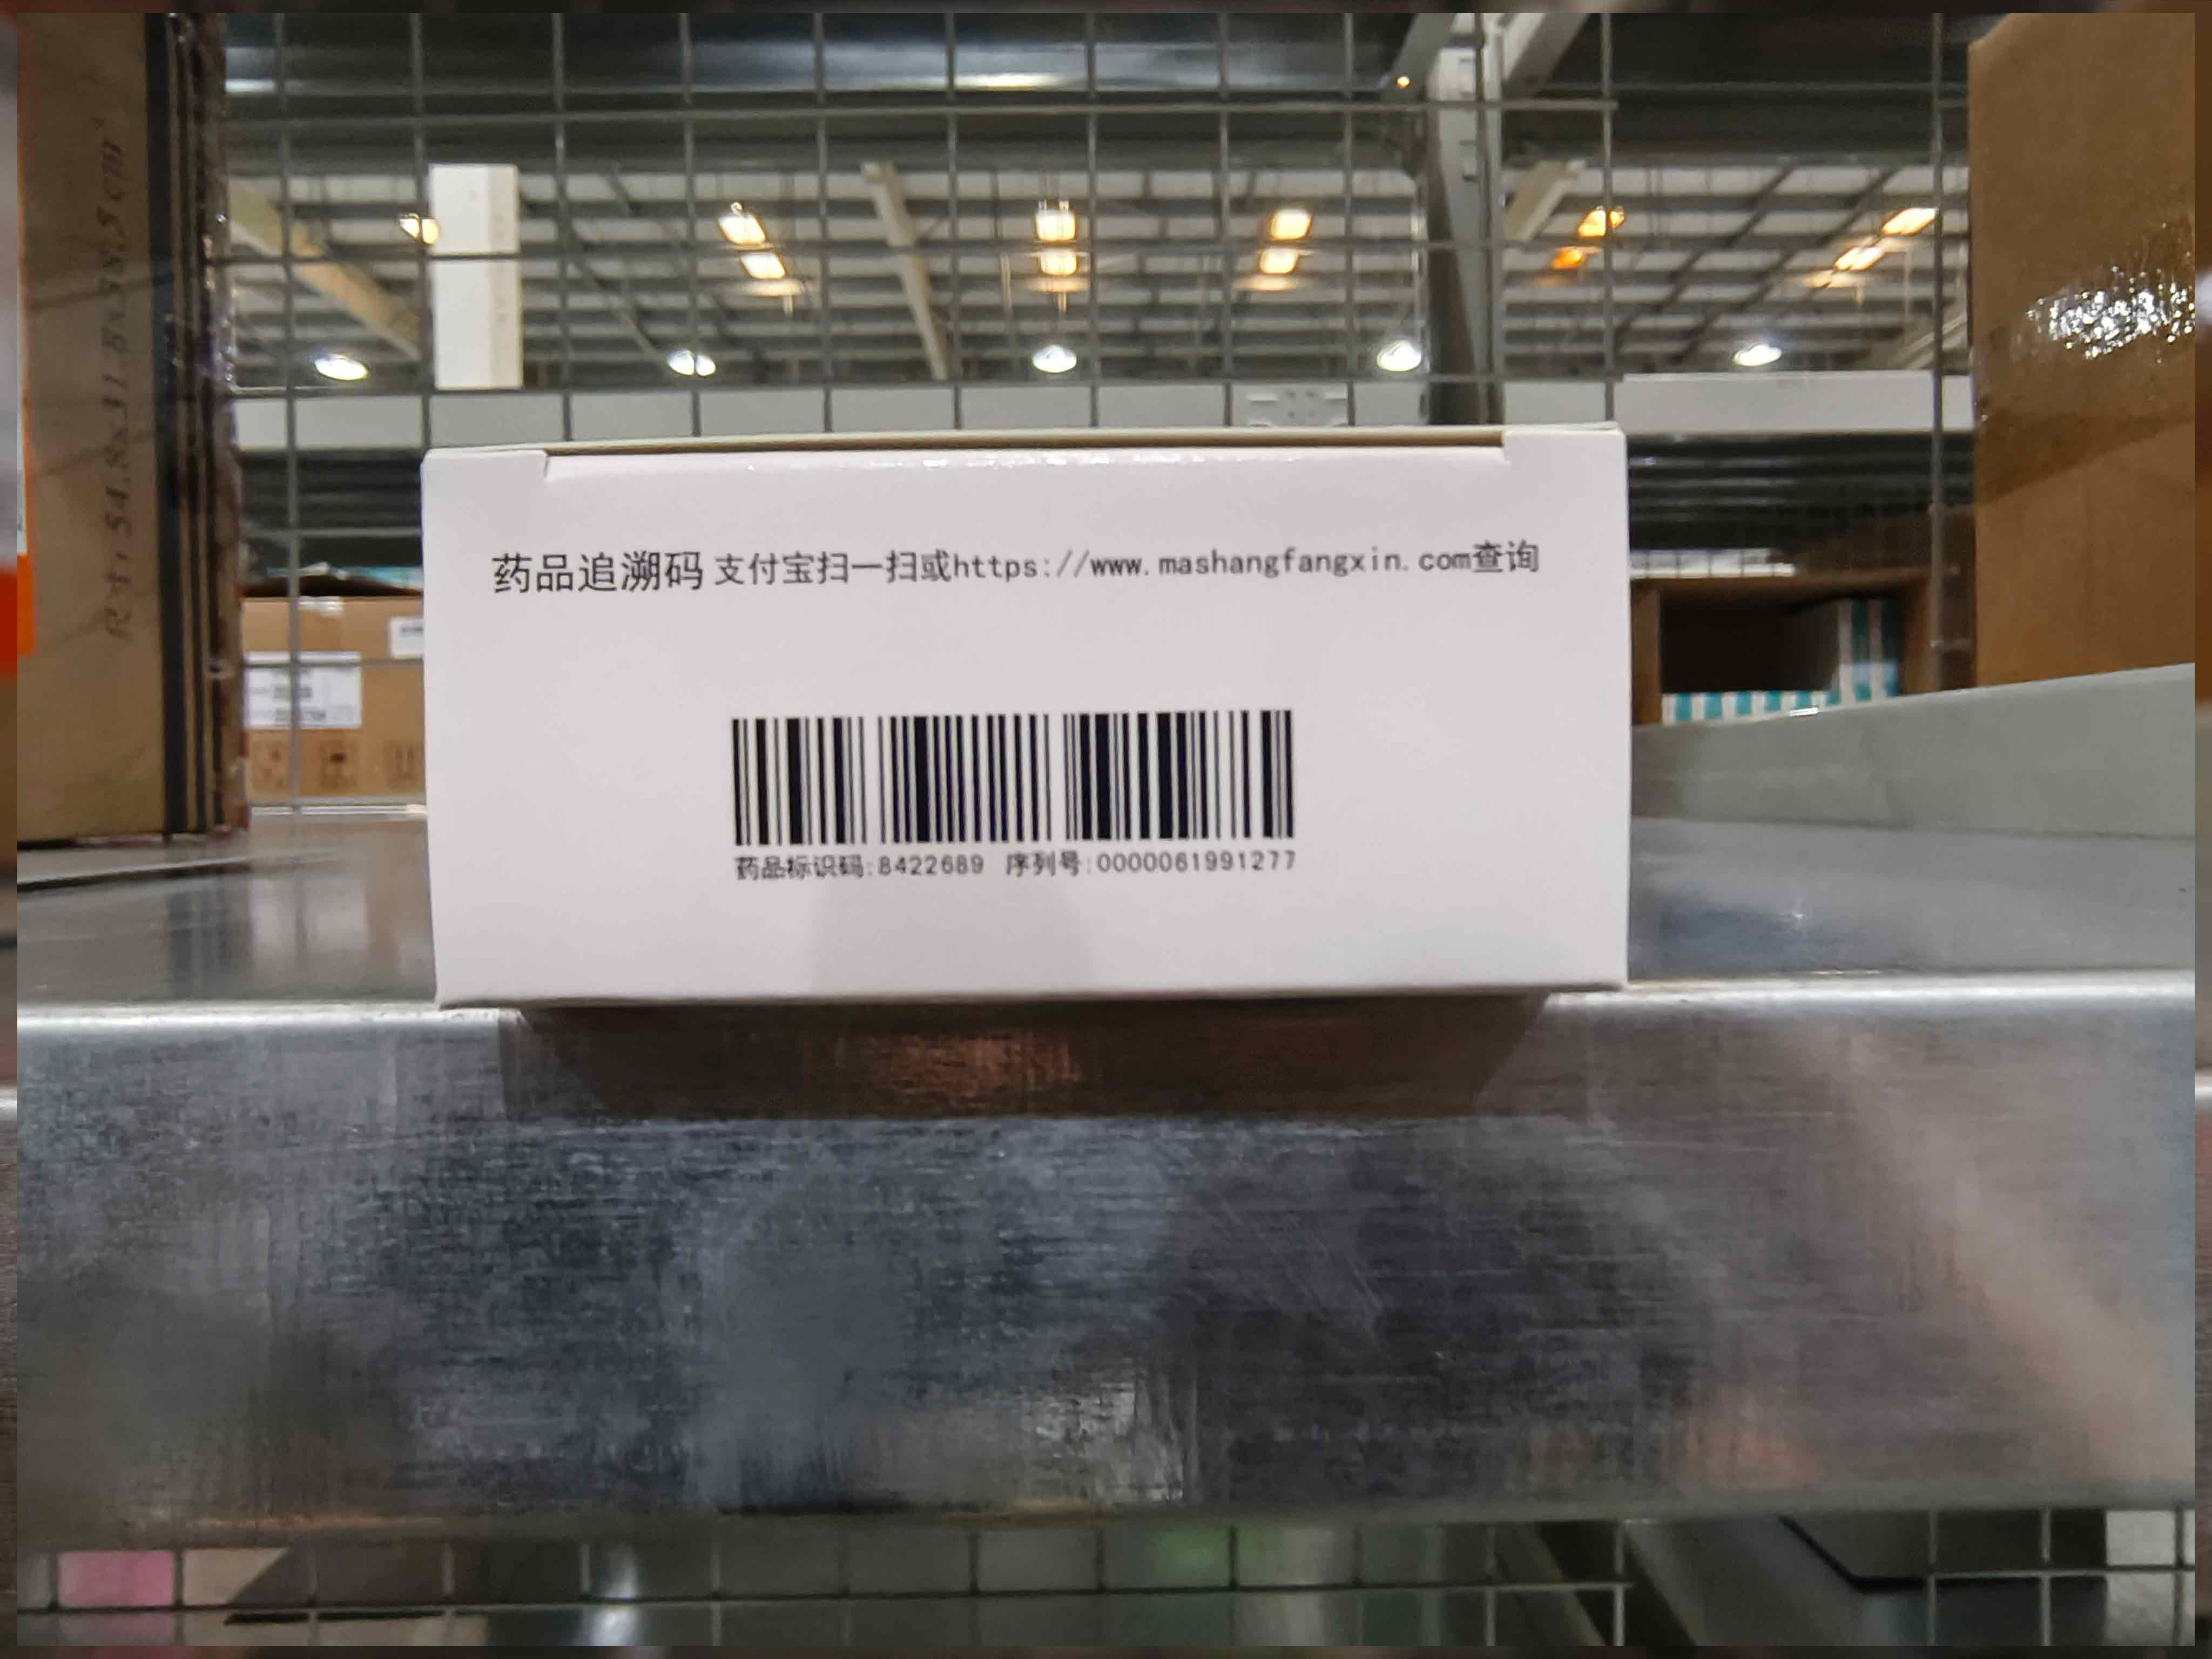 药品追溯码 支付宝扫一扫或https://www.mashangfangxin.com查询
药品标识码:8422689 序列号:0000061991277